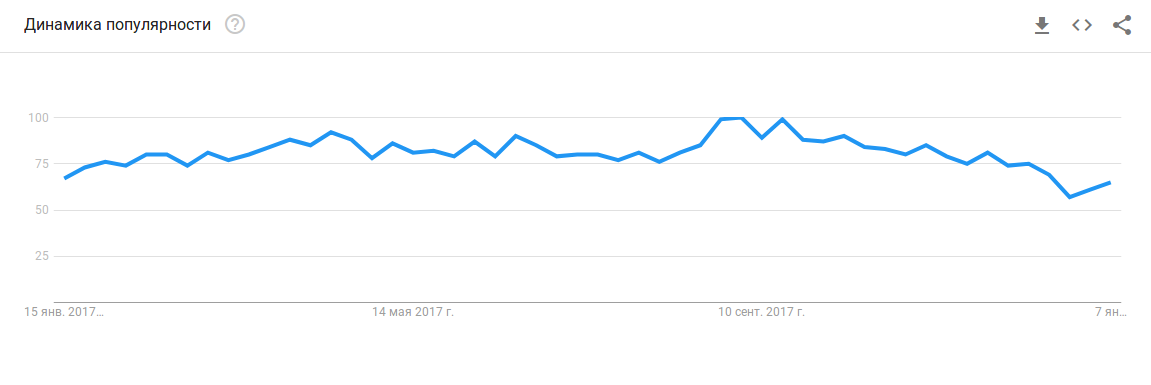 Динамика популярности
100
75
50
25
15 янв. 2017…
14 мая 2017 г.
10 сент. 2017 г.
7 ян…